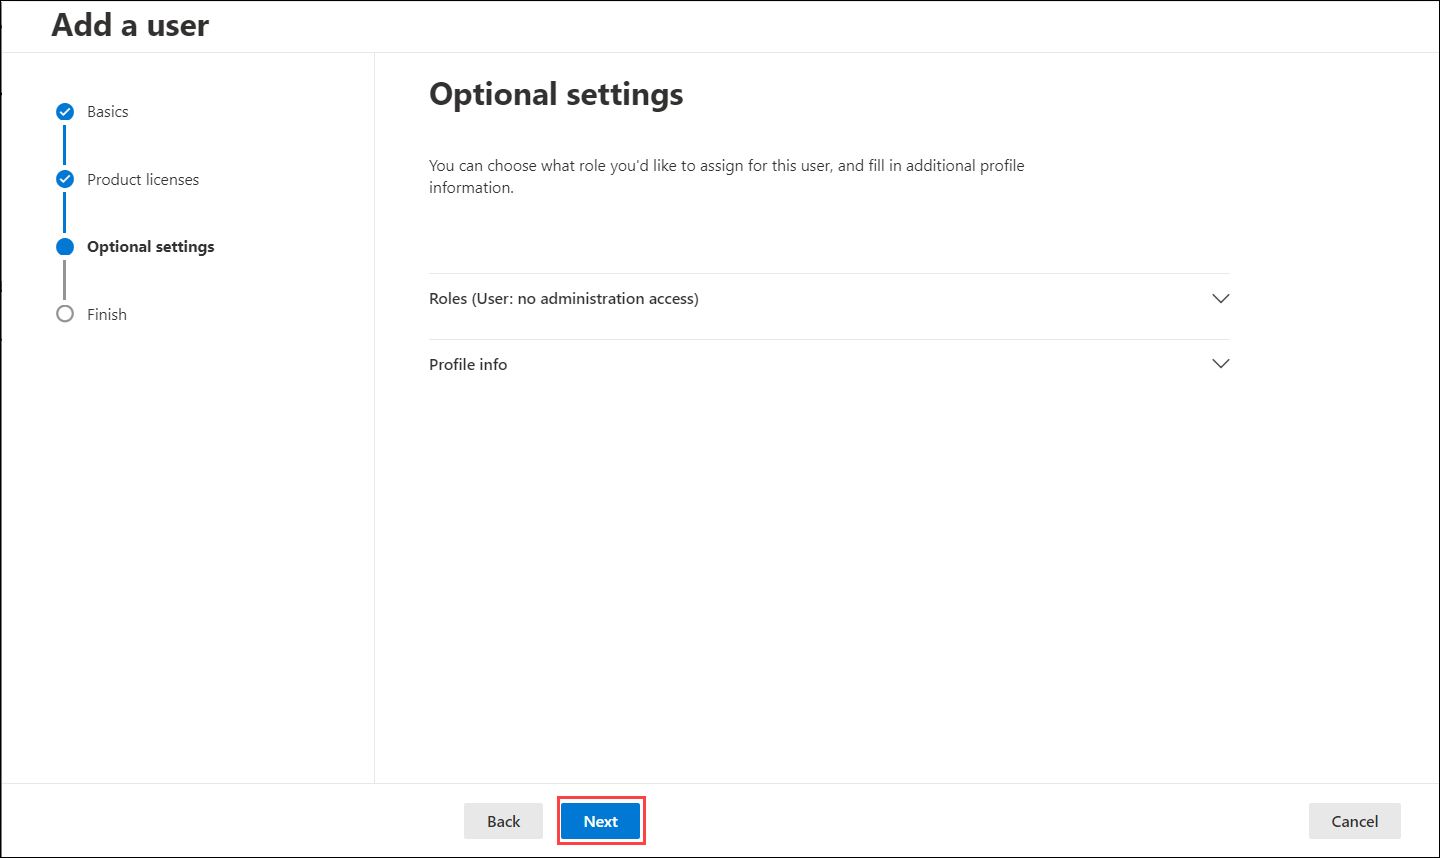 Add a user
Basics
Product licenses
Optional settings
Finish
Optional settings
You can choose what role you'd like to assign for this user, and fill in additional profile
information.
Roles (User: no administration access)
Profile info
Back
Next
Cancel